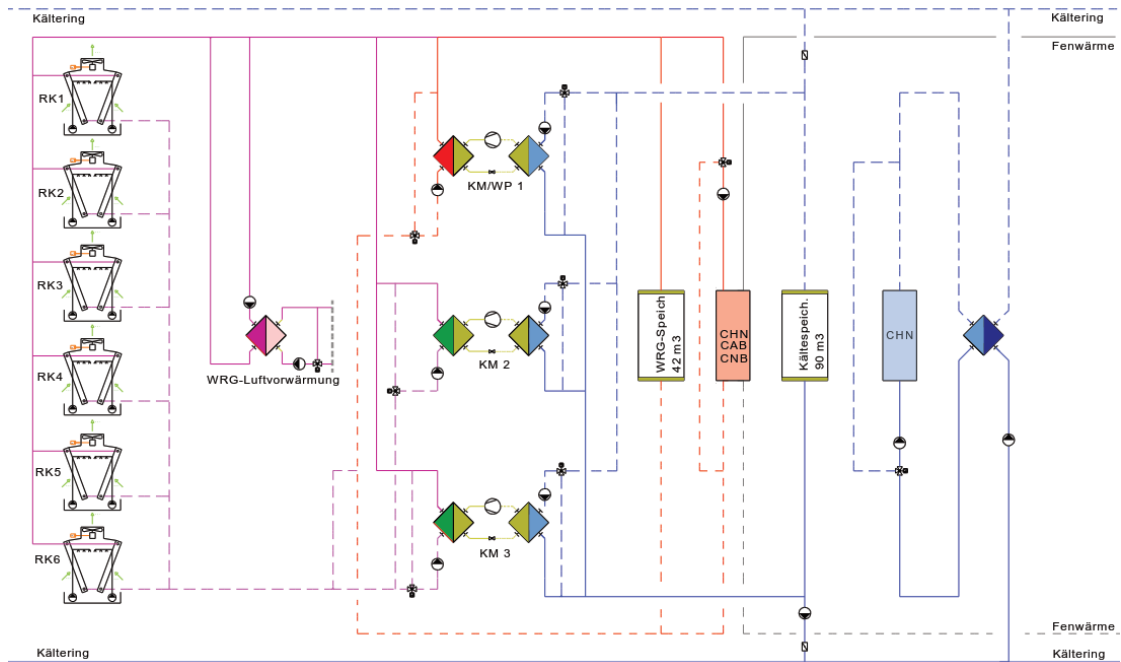 Kältering
Kältering
Fenwärme
RK1
RK2
RK3
RK4
RK5
RK6
KM/WP 1
KM 2
KM 3
WRG-Luftvorwärmung
WRG-Speich
42 m3
CHN
CAB
CNB
Kältespeich.
90 m3
CHN
Fenwärme
Kältering
Kältering